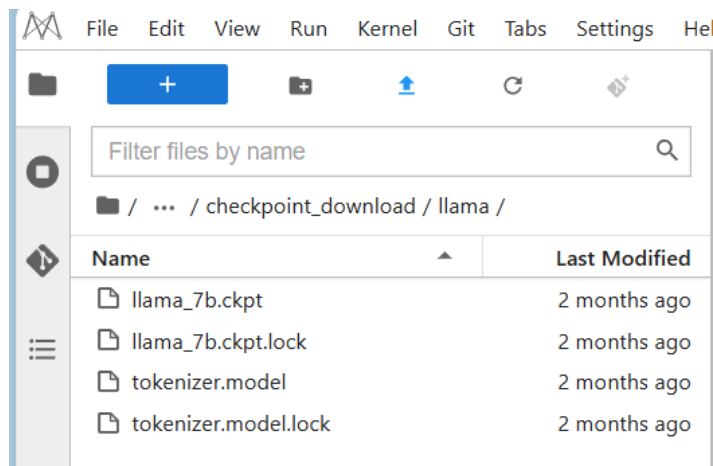 File Edit View Run Kernel Git Tabs Settings
Filter files by name
/ ··· / checkpoint_download / llama /
Name Last Modified
llama_7b.ckpt 2 months ago
llama_7b.ckpt.lock 2 months ago
tokenizer.model 2 months ago
tokenizer.model.lock 2 months ago